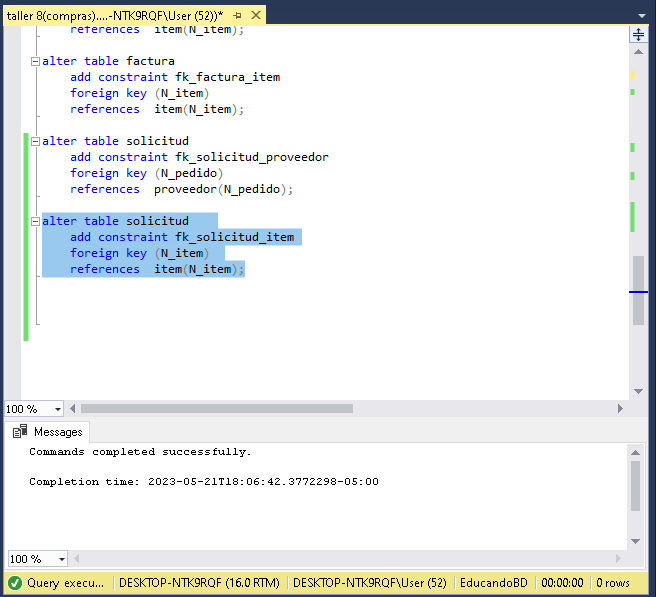 taller 8(compras)....-NTK9RQF\User (52))*
references  item(N_item);
alter table factura
add constraint fk_factura_item
foreign key (N_item)
references  item(N_item);
alter table solicitud
add constraint fk_solicitud_proveedor
foreign key (N_pedido)
references  proveedor(N_pedido);
alter table solicitud
add constraint fk_solicitud_item
foreign key (N_item)
references  item(N_item);
100 %
Messages
Commands completed successfully.
Completion time: 2023-05-21T18:06:42.3772298-05:00
100 %
Query execu... DESKTOP-NTK9RQF (16.0 RTM) DESKTOP-NTK9RQF\User (52) EducandoBD 00:00:00 0 rows